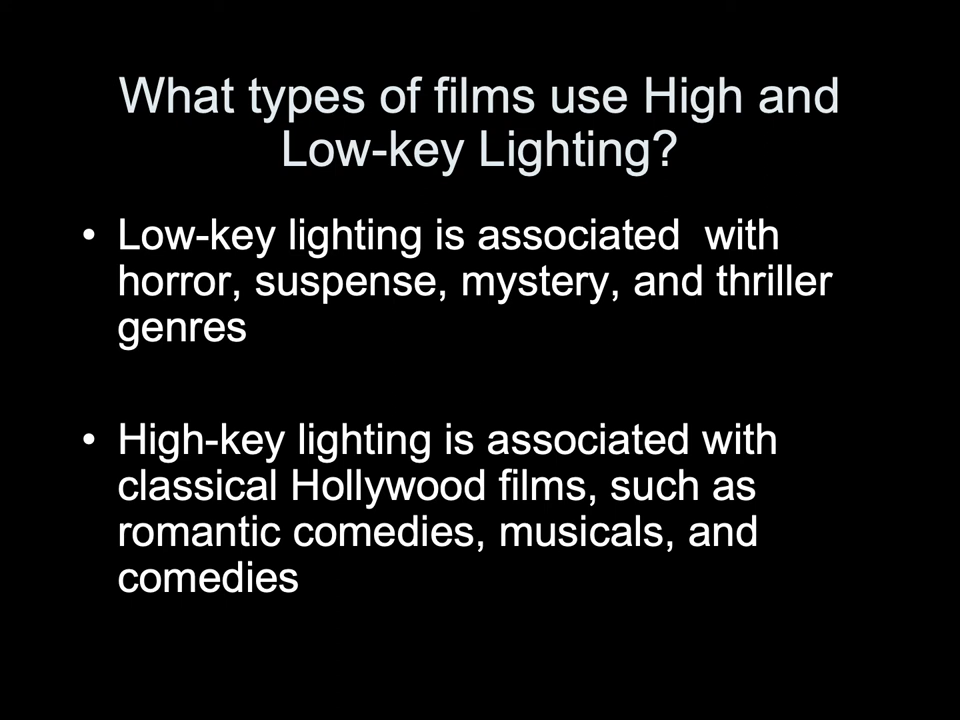 What types of films use High and
Low-key Lighting?
• Low-key lighting is associated  with
horror, suspense, mystery, and thriller
genres
• High-key lighting is associated with
classical Hollywood films, such as
romantic comedies, musicals, and
comedies